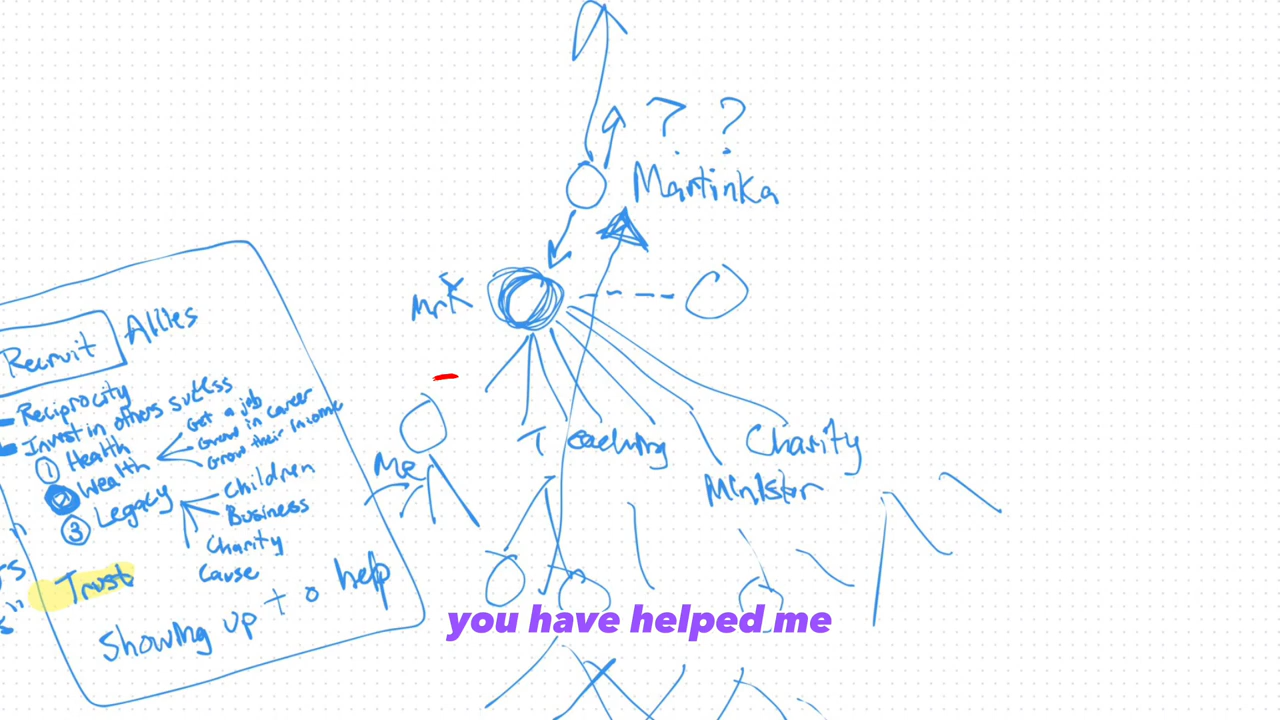 ? ?
Martinka
Mr K
Recruit Allies
Reciprocity
Invest in others success
① Health
② Wealth
Get a job
Grow in career
Grow their income
③ Legacy
Children
Business
Charity
Cause
Trust
Showing up to help
Me
Teaching
Charity
Minister
you have helped me